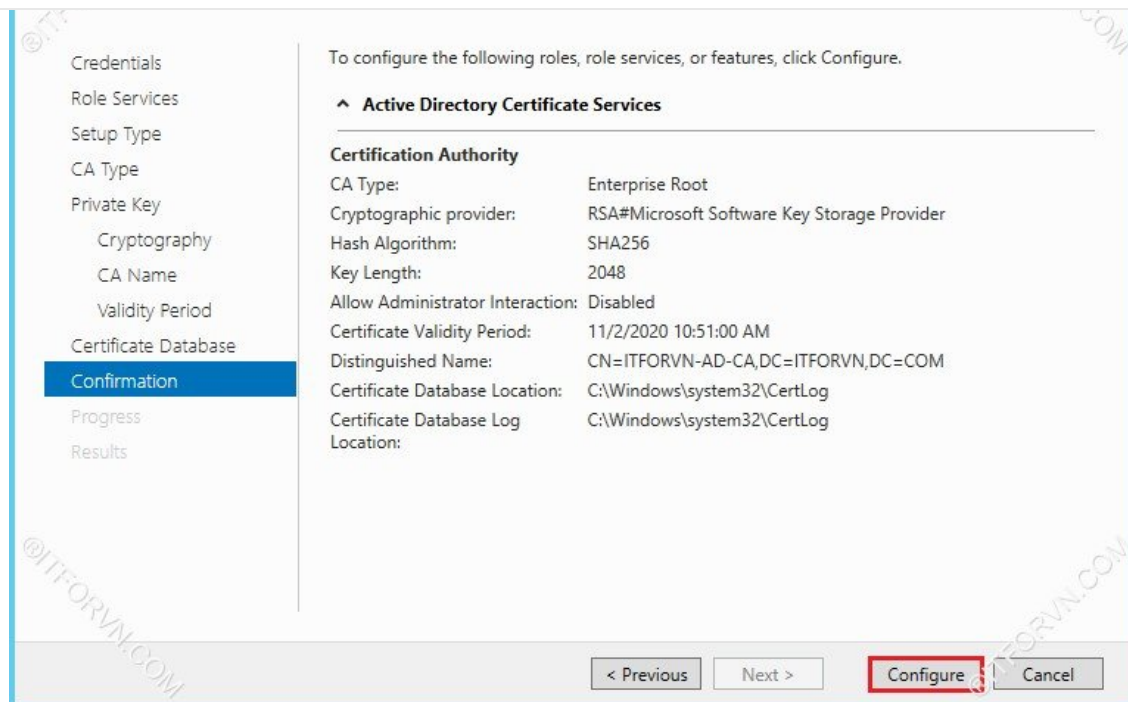 Credentials
Role Services
Setup Type
CA Type
Private Key
Cryptography
CA Name
Validity Period
Certificate Database
Confirmation
Progress
Results
To configure the following roles, role services, or features, click Configure.
Active Directory Certificate Services
Certification Authority
CA Type: Enterprise Root
Cryptographic provider: RSA#Microsoft Software Key Storage Provider
Hash Algorithm: SHA256
Key Length: 2048
Allow Administrator Interaction: Disabled
Certificate Validity Period: 11/2/2020 10:51:00 AM
Distinguished Name: CN=ITFORVN-AD-CA,DC=ITFORVN,DC=COM
Certificate Database Location: C:\Windows\system32\CertLog
Certificate Database Log C:\Windows\system32\CertLog
Location:
< Previous Next > Configure Cancel
®ITFORVN.COM
®ITFORVN.COM
®ITF
COM